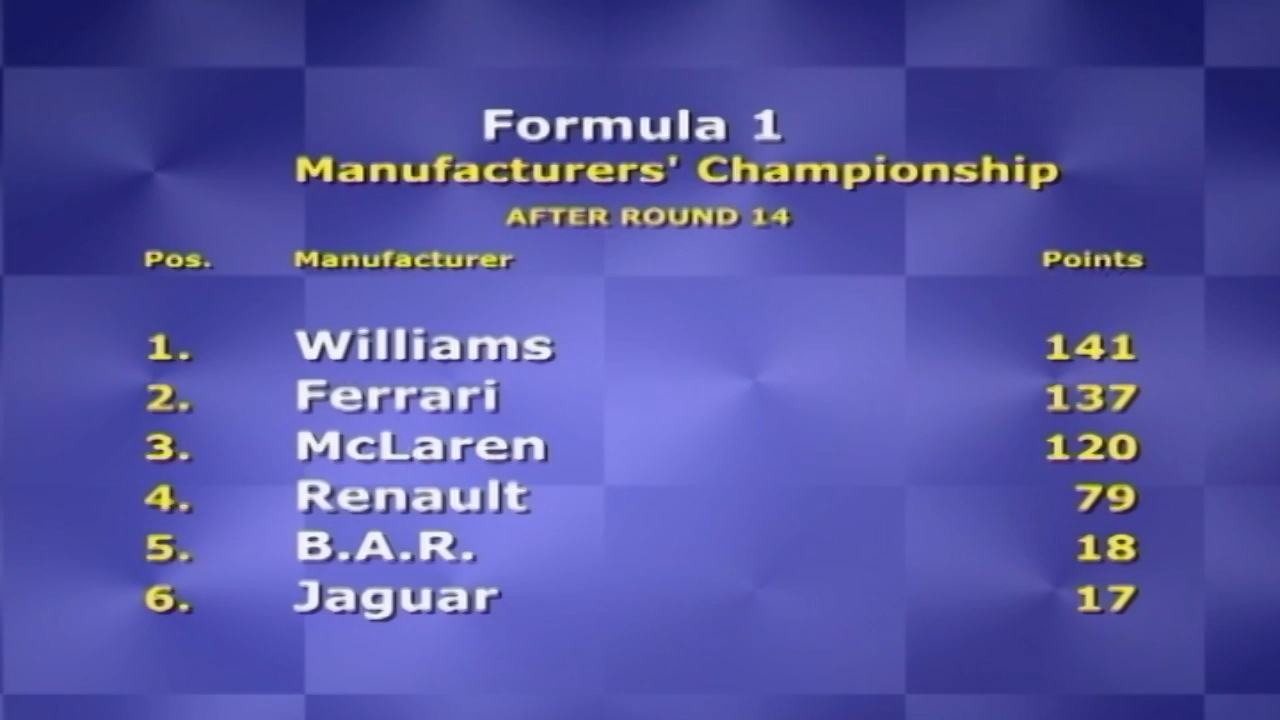 Formula 1
Manufacturers' Championship
AFTER ROUND 14
Pos. Manufacturer Points
1. Williams 141
2. Ferrari 137
3. McLaren 120
4. Renault 79
5. B.A.R. 18
6. Jaguar 17